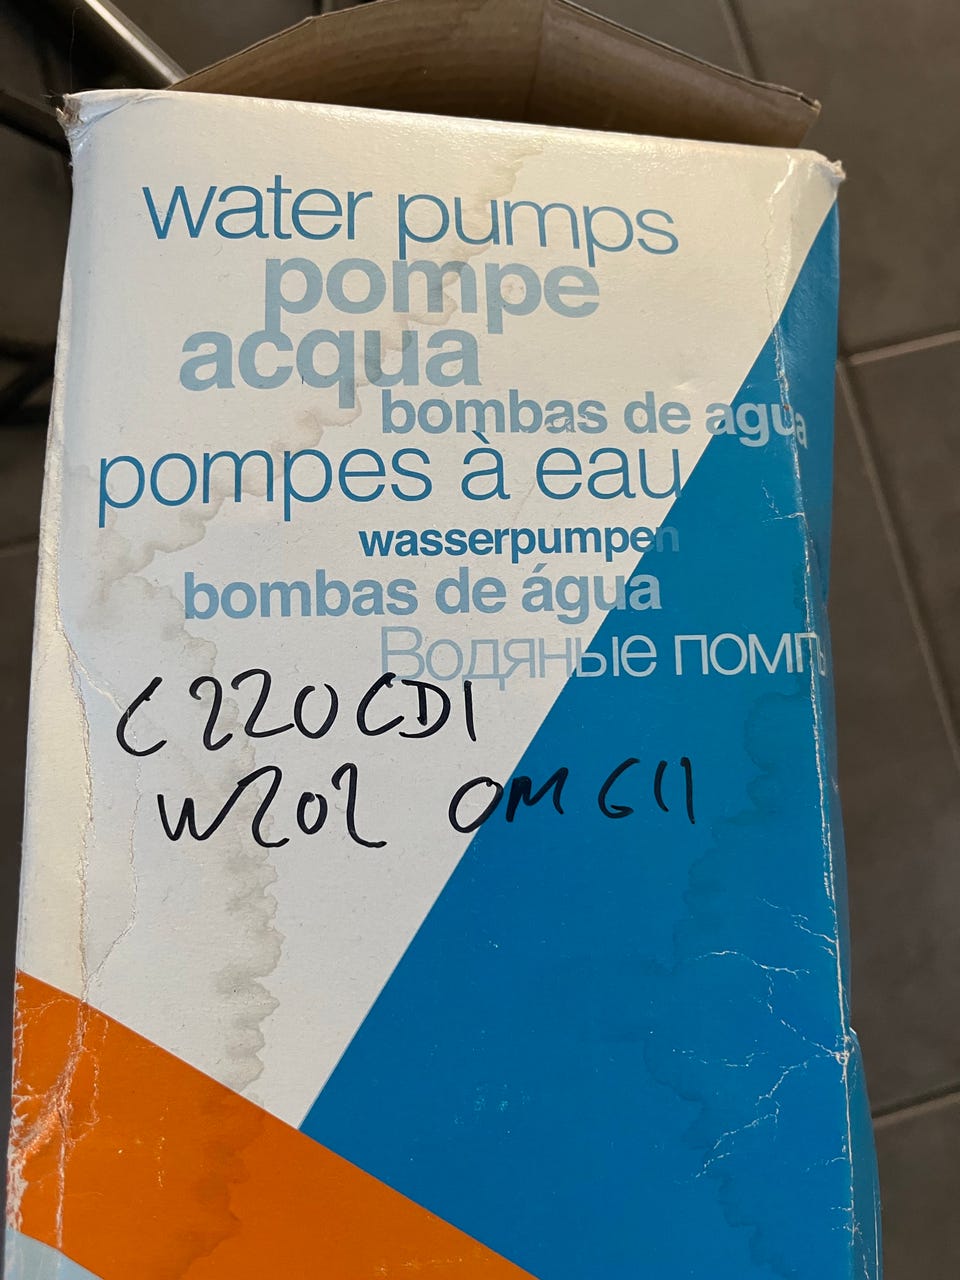 water pumps
pompe
acqua
bombas de agua
pompes à eau
wasserpumpen
bombas de água
Водяные помпы
C220CDI
W202 OM611